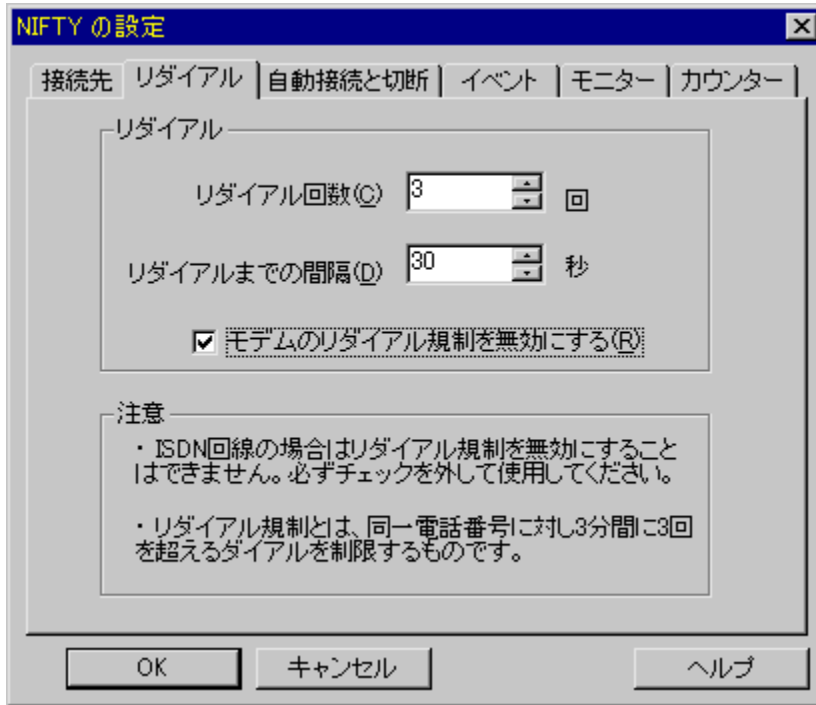 NIFTY の設定
接続先 リダイアル 自動接続と切断 イベント モニター カウンター
リダイアル
リダイアル回数(C) 3 回
リダイアルまでの間隔(D) 30 秒
モデムのリダイアル規制を無効にする(R)
注意
・ ISDN回線の場合はリダイアル規制を無効にすること
はできません。必ずチェックを外して使用してください。
・リダイアル規制とは、同一電話番号に対し3分間に3回
を超えるダイアルを制限するものです。
OK キャンセル ヘルプ